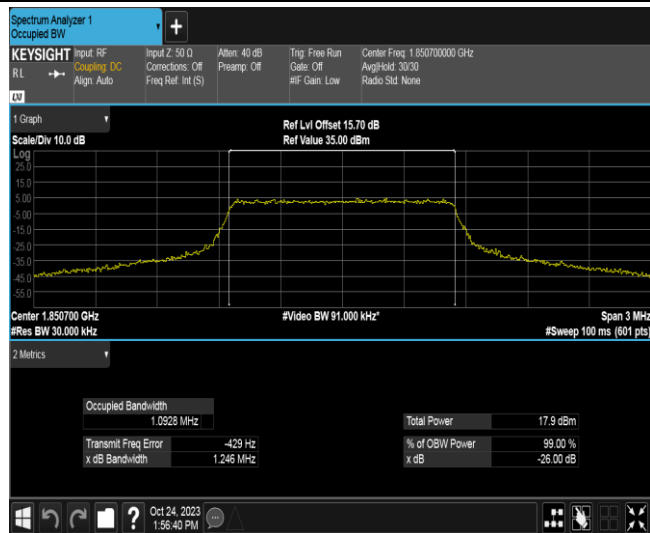 Spectrum Analyzer 1
Occupied BW
+
KEYSIGHT
RL
LXI
Input: RF
Coupling: DC
Align: Auto
Input Z: 50 Ω
Corrections: Off
Freq Ref: Int (S)
Atten: 40 dB
Preamp: Off
Trig: Free Run
Gate: Off
#IF Gain: Low
Center Freq: 1.850700000 GHz
Avg|Hold: 30/30
Radio Std: None
1 Graph
Scale/Div 10.0 dB
Ref Lvl Offset 15.70 dB
Ref Value 35.00 dBm
Log
25.0
15.0
5.00
-5.00
-15.0
-25.0
-35.0
-45.0
-55.0
Center 1.850700 GHz
#Res BW 30.000 kHz
#Video BW 91.000 kHz*
Span 3 MHz
#Sweep 100 ms (601 pts)
2 Metrics
Occupied Bandwidth
1.0928 MHz
Transmit Freq Error -429 Hz
x dB Bandwidth 1.246 MHz
Total Power 17.9 dBm
% of OBW Power 99.00 %
x dB -26.00 dB
?
Oct 24, 2023
1:56:40 PM